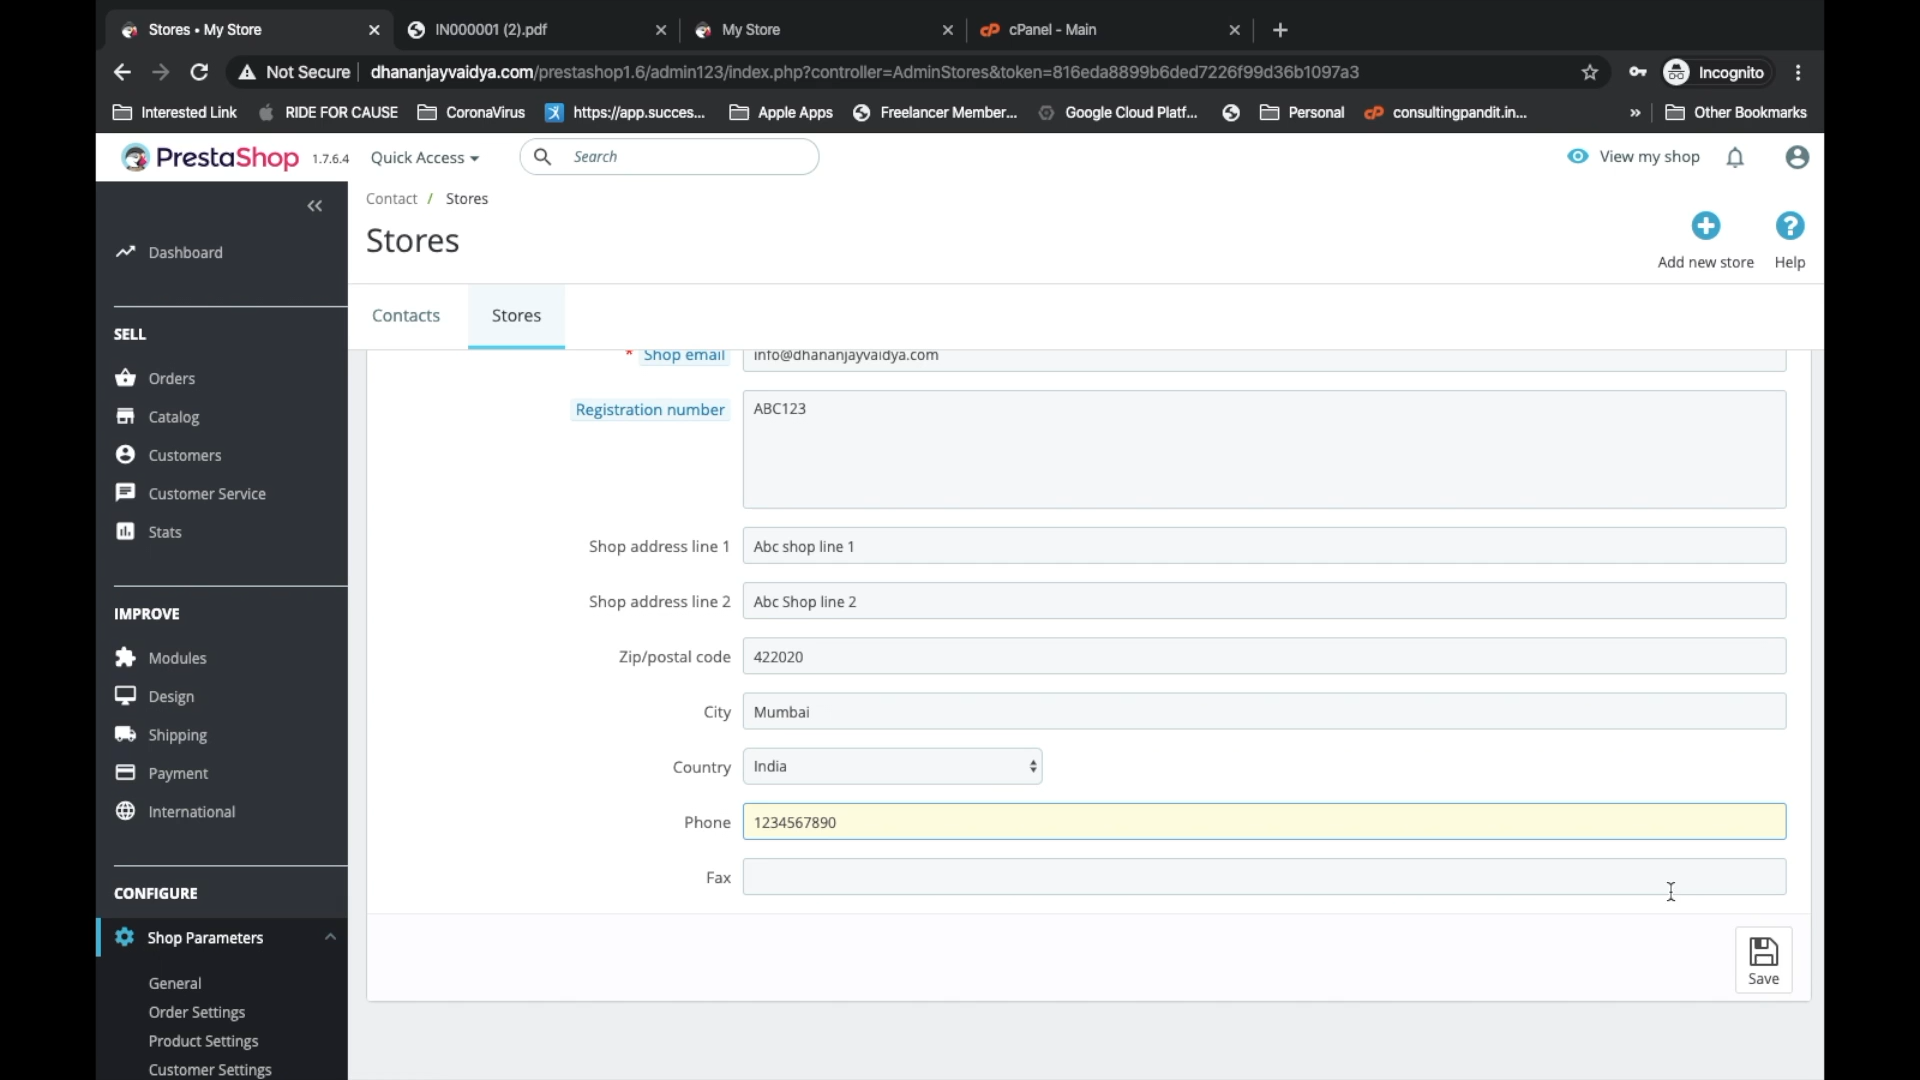 Stores • My Store
IN000001 (2).pdf
My Store
cPanel - Main
Not Secure
dhananjayvaidya.com/prestashop1.6/admin123/index.php?controller=AdminStores&token=816eda8899b6ded7226f99d36b1097a3
Incognito
Interested Link
RIDE FOR CAUSE
CoronaVirus
https://app.succes...
Apple Apps
Freelancer Member...
Google Cloud Platf...
Personal
consultingpandit.in...
»
Other Bookmarks
PrestaShop 1.7.6.4
Quick Access
Search
View my shop
Contact / Stores
Stores
Add new store
Help
Contacts
Stores
Dashboard
SELL
Orders
Catalog
Customers
Customer Service
Stats
IMPROVE
Modules
Design
Shipping
Payment
International
CONFIGURE
Shop Parameters
General
Order Settings
Product Settings
Customer Settings
* Shop email info@dhananjayvaidya.com
Registration number ABC123
Shop address line 1 Abc shop line 1
Shop address line 2 Abc Shop line 2
Zip/postal code 422020
City Mumbai
Country India
Phone 1234567890
Fax
Save